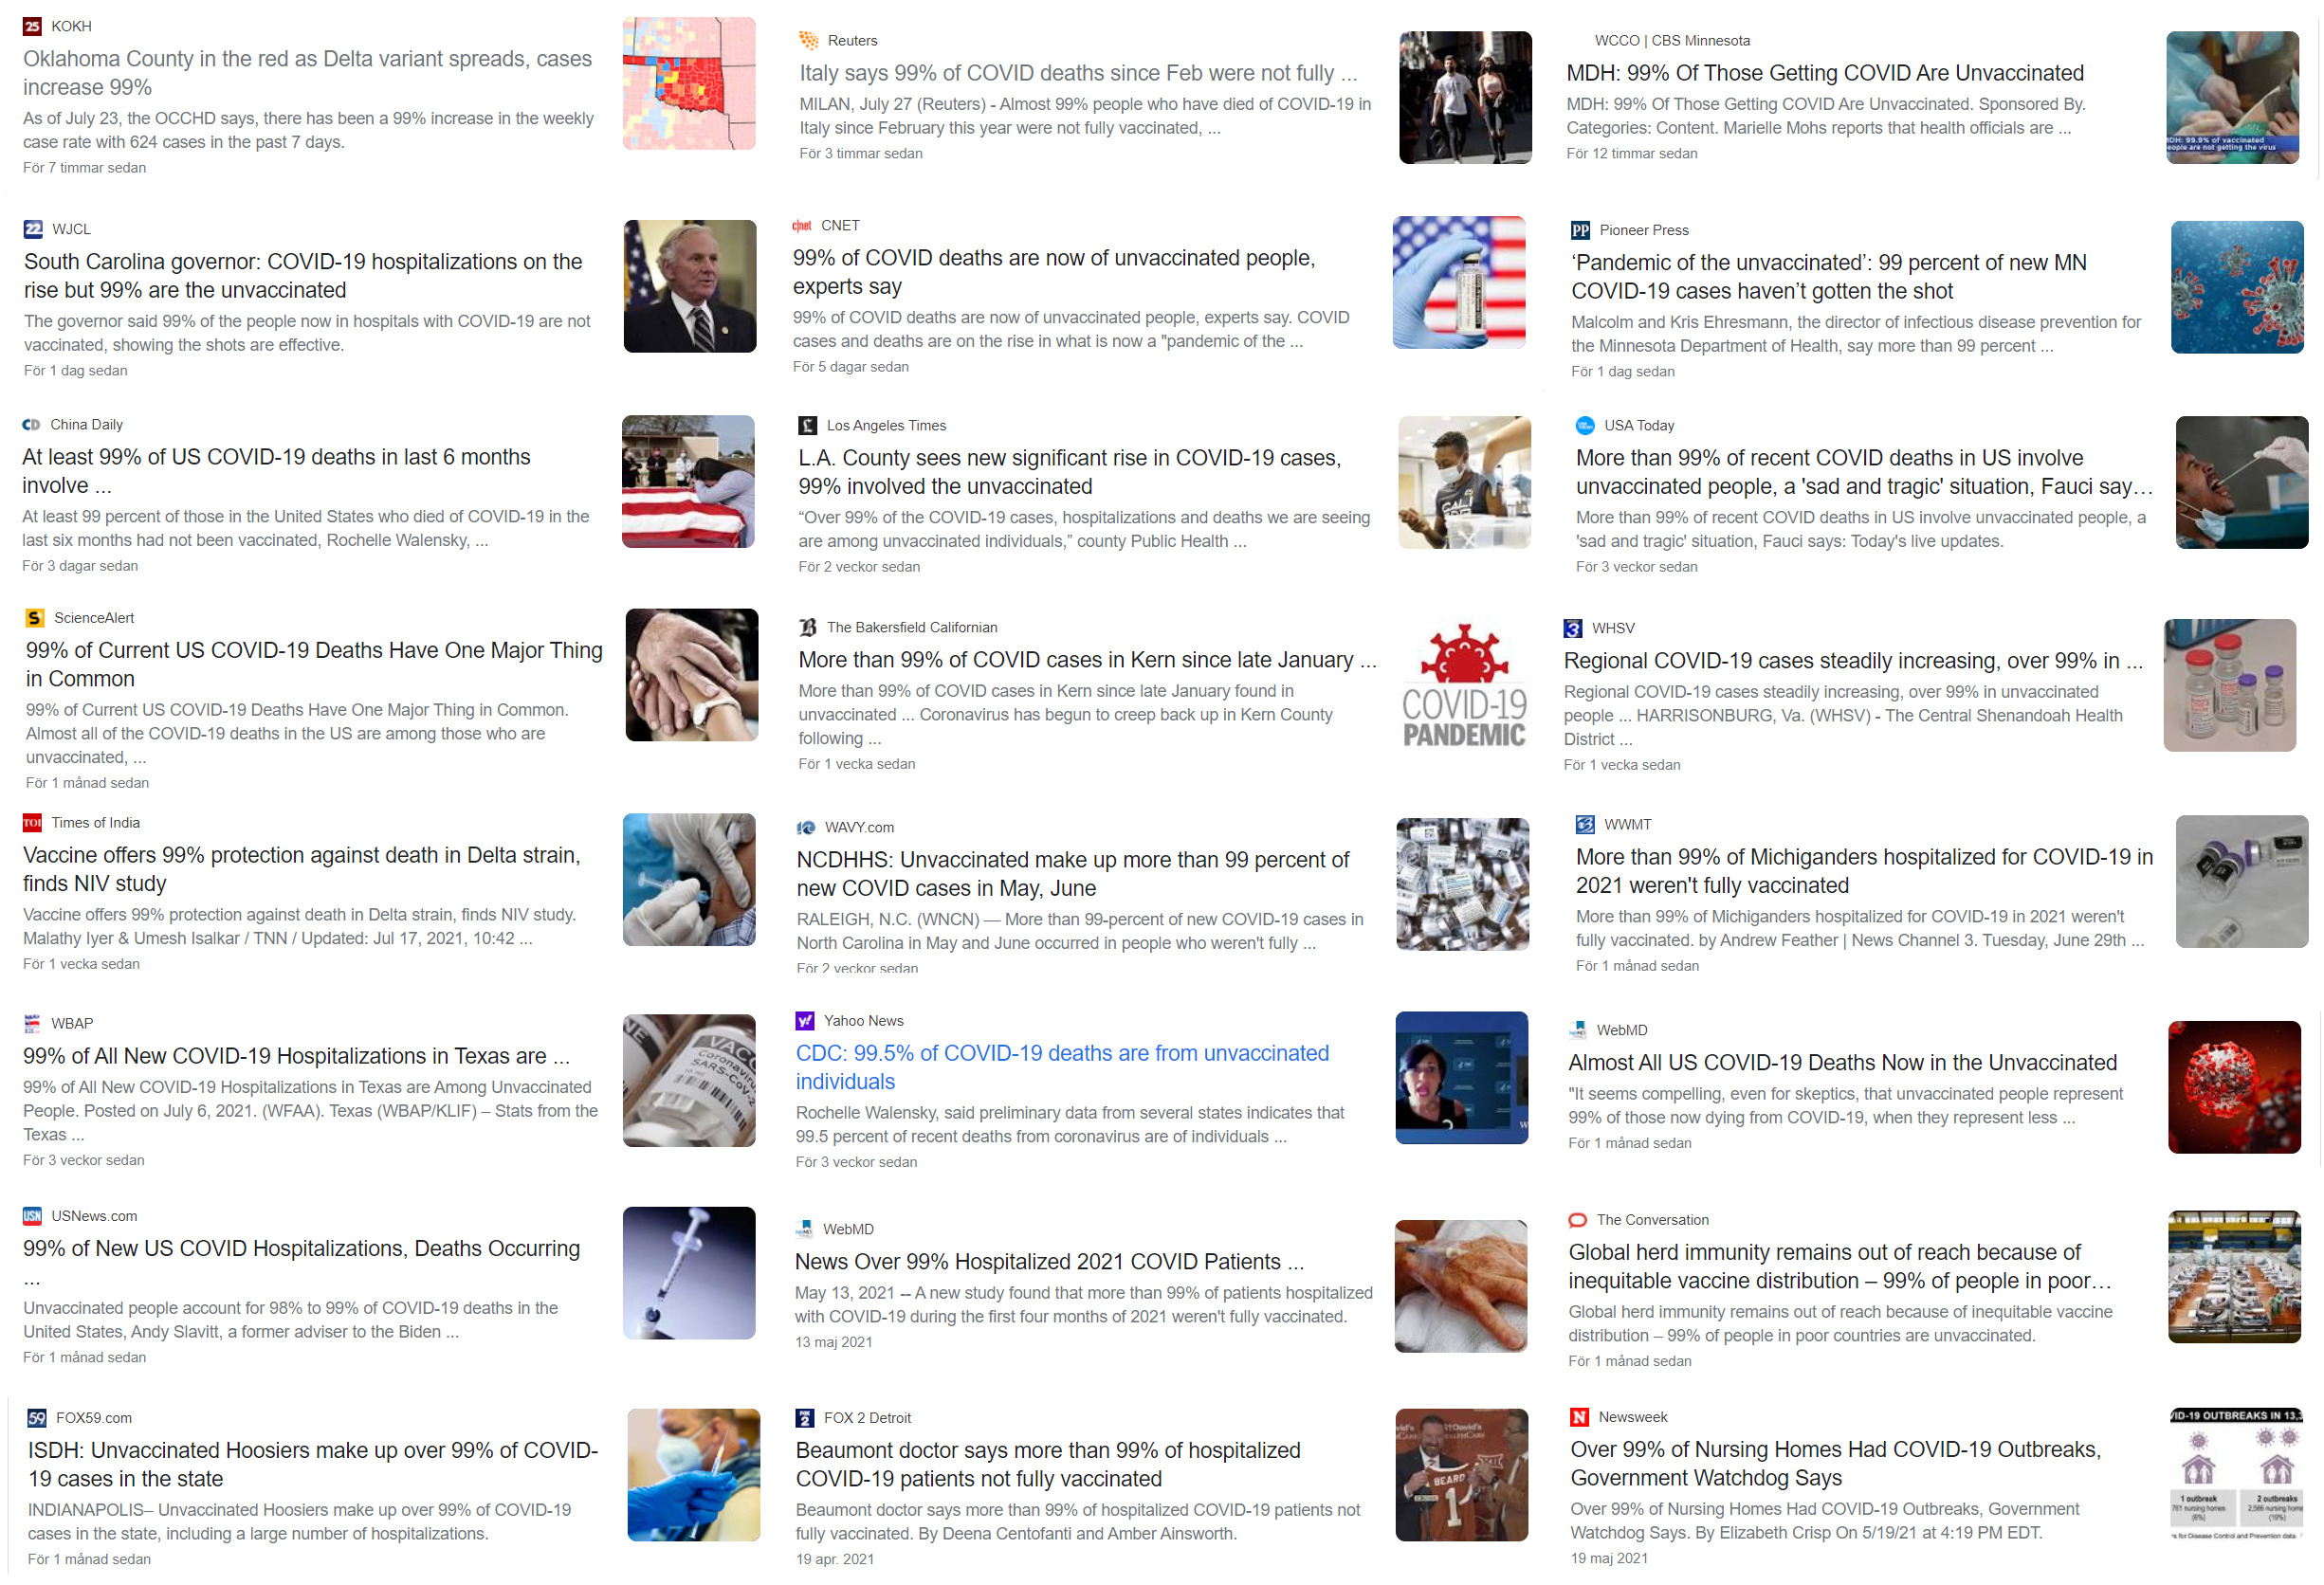 KOKH
Oklahoma County in the red as Delta variant spreads, cases
increase 99%
As of July 23, the OCCHD says, there has been a 99% increase in the weekly
case rate with 624 cases in the past 7 days.
För 7 timmar sedan
Reuters
Italy says 99% of COVID deaths since Feb were not fully ...
MILAN, July 27 (Reuters) - Almost 99% people who have died of COVID-19 in
Italy since February this year were not fully vaccinated, ...
För 3 timmar sedan
WCCO | CBS Minnesota
MDH: 99% Of Those Getting COVID Are Unvaccinated
MDH: 99% Of Those Getting COVID Are Unvaccinated. Sponsored By.
Categories: Content. Marielle Mohs reports that health officials are ...
För 12 timmar sedan
MDH: 99.9% of vaccinated
people are not getting the virus
WJCL
South Carolina governor: COVID-19 hospitalizations on the
rise but 99% are the unvaccinated
The governor said 99% of the people now in hospitals with COVID-19 are not
vaccinated, showing the shots are effective.
För 1 dag sedan
CNET
99% of COVID deaths are now of unvaccinated people,
experts say
99% of COVID deaths are now of unvaccinated people, experts say. COVID
cases and deaths are on the rise in what is now a "pandemic of the ...
För 5 dagar sedan
Pioneer Press
‘Pandemic of the unvaccinated’: 99 percent of new MN
COVID-19 cases haven’t gotten the shot
Malcolm and Kris Ehresmann, the director of infectious disease prevention for
the Minnesota Department of Health, say more than 99 percent ...
För 1 dag sedan
China Daily
At least 99% of US COVID-19 deaths in last 6 months
involve ...
At least 99 percent of those in the United States who died of COVID-19 in the
last six months had not been vaccinated, Rochelle Walensky, ...
För 3 dagar sedan
Los Angeles Times
L.A. County sees new significant rise in COVID-19 cases,
99% involved the unvaccinated
“Over 99% of the COVID-19 cases, hospitalizations and deaths we are seeing
are among unvaccinated individuals,” county Public Health ...
För 2 veckor sedan
USA Today
More than 99% of recent COVID deaths in US involve
unvaccinated people, a 'sad and tragic' situation, Fauci say...
More than 99% of recent COVID deaths in US involve unvaccinated people, a
'sad and tragic' situation, Fauci says: Today's live updates.
För 3 veckor sedan
ScienceAlert
99% of Current US COVID-19 Deaths Have One Major Thing
in Common
99% of Current US COVID-19 Deaths Have One Major Thing in Common.
Almost all of the COVID-19 deaths in the US are among those who are
unvaccinated, ...
För 1 månad sedan
The Bakersfield Californian
More than 99% of COVID cases in Kern since late January ...
More than 99% of COVID cases in Kern since late January found in
unvaccinated ... Coronavirus has begun to creep back up in Kern County
following ...
För 1 vecka sedan
COVID-19
PANDEMIC
WHSV
Regional COVID-19 cases steadily increasing, over 99% in ...
Regional COVID-19 cases steadily increasing, over 99% in unvaccinated
people ... HARRISONBURG, Va. (WHSV) - The Central Shenandoah Health
District ...
För 1 vecka sedan
Times of India
Vaccine offers 99% protection against death in Delta strain,
finds NIV study
Vaccine offers 99% protection against death in Delta strain, finds NIV study.
Malathy Iyer & Umesh Isalkar / TNN / Updated: Jul 17, 2021, 10:42 ...
För 1 vecka sedan
WAVY.com
NCDHHS: Unvaccinated make up more than 99 percent of
new COVID cases in May, June
RALEIGH, N.C. (WNCN) — More than 99-percent of new COVID-19 cases in
North Carolina in May and June occurred in people who weren't fully ...
För 2 veckor sedan
WWMT
More than 99% of Michiganders hospitalized for COVID-19 in
2021 weren't fully vaccinated
More than 99% of Michiganders hospitalized for COVID-19 in 2021 weren't
fully vaccinated. by Andrew Feather | News Channel 3. Tuesday, June 29th ...
För 1 månad sedan
WBAP
99% of All New COVID-19 Hospitalizations in Texas are ...
99% of All New COVID-19 Hospitalizations in Texas are Among Unvaccinated
People. Posted on July 6, 2021. (WFAA). Texas (WBAP/KLIF) – Stats from the
Texas ...
För 3 veckor sedan
Yahoo News
CDC: 99.5% of COVID-19 deaths are from unvaccinated
individuals
Rochelle Walensky, said preliminary data from several states indicates that
99.5 percent of recent deaths from coronavirus are of individuals ...
För 3 veckor sedan
WebMD
Almost All US COVID-19 Deaths Now in the Unvaccinated
"It seems compelling, even for skeptics, that unvaccinated people represent
99% of those now dying from COVID-19, when they represent less ...
För 1 månad sedan
USNews.com
99% of New US COVID Hospitalizations, Deaths Occurring
...
Unvaccinated people account for 98% to 99% of COVID-19 deaths in the
United States, Andy Slavitt, a former adviser to the Biden ...
För 1 månad sedan
WebMD
News Over 99% Hospitalized 2021 COVID Patients ...
May 13, 2021 -- A new study found that more than 99% of patients hospitalized
with COVID-19 during the first four months of 2021 weren't fully vaccinated.
13 maj 2021
The Conversation
Global herd immunity remains out of reach because of
inequitable vaccine distribution – 99% of people in poor...
Global herd immunity remains out of reach because of inequitable vaccine
distribution – 99% of people in poor countries are unvaccinated.
För 1 månad sedan
FOX59.com
ISDH: Unvaccinated Hoosiers make up over 99% of COVID-
19 cases in the state
INDIANAPOLIS– Unvaccinated Hoosiers make up over 99% of COVID-19
cases in the state, including a large number of hospitalizations.
För 1 månad sedan
FOX 2 Detroit
Beaumont doctor says more than 99% of hospitalized
COVID-19 patients not fully vaccinated
Beaumont doctor says more than 99% of hospitalized COVID-19 patients not
fully vaccinated. By Deena Centofanti and Amber Ainsworth.
19 apr. 2021
BEARD
1
Newsweek
Over 99% of Nursing Homes Had COVID-19 Outbreaks,
Government Watchdog Says
Over 99% of Nursing Homes Had COVID-19 Outbreaks, Government
Watchdog Says. By Elizabeth Crisp On 5/19/21 at 4:19 PM EDT.
19 maj 2021
VID-19 OUTBREAKS IN 13,3
1 outbreak
761 nursing homes
(6%)
2 outbreaks
2,566 nursing home
(19%)
rs for Disease Control and Prevention data.